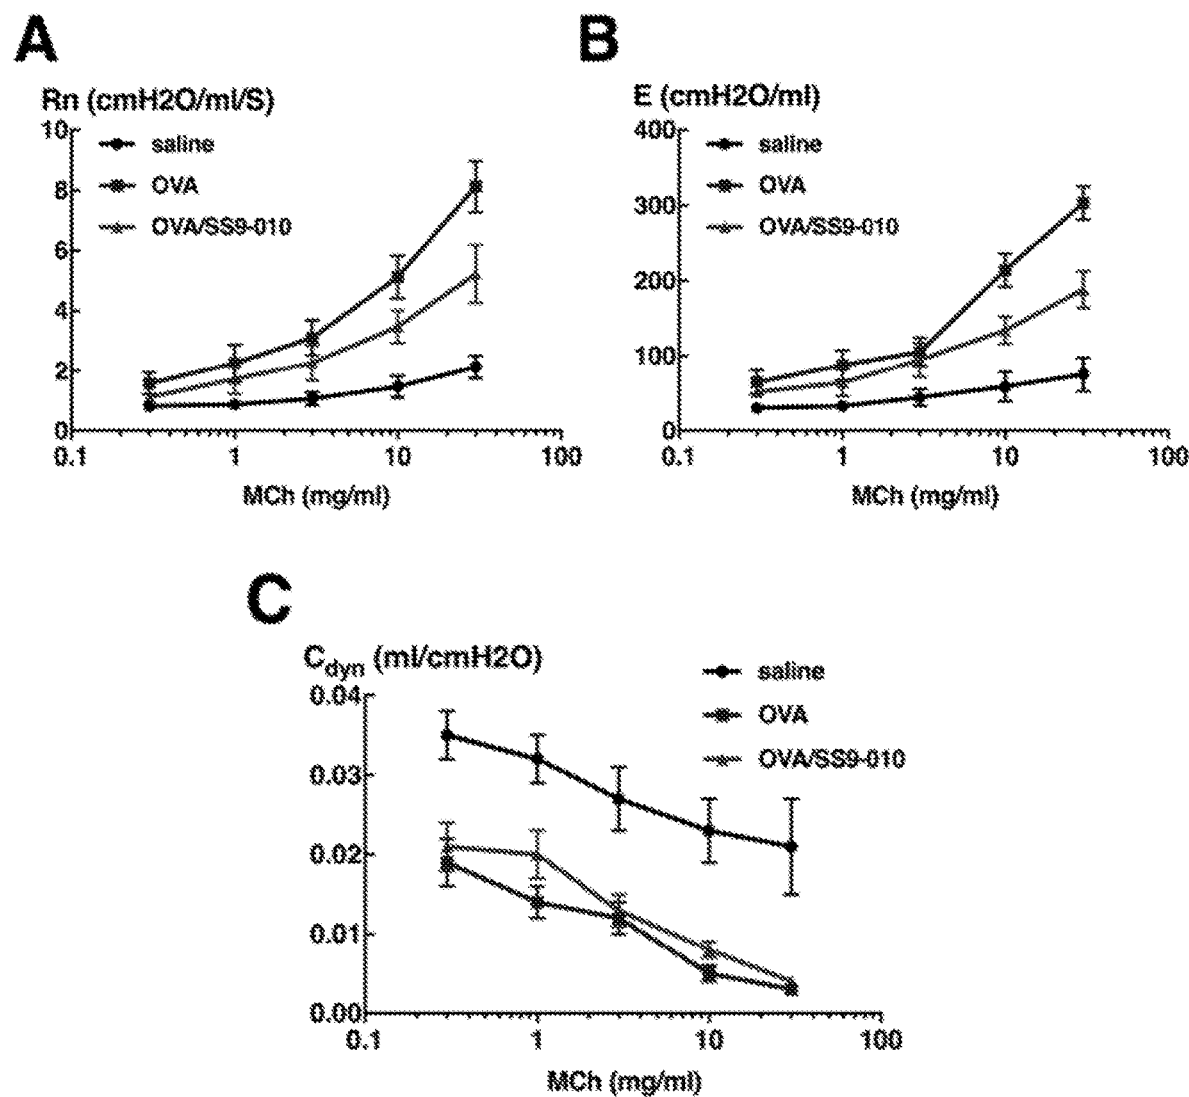 A
Rn (cmH2O/ml/S)
10
8
6
4
2
0
saline
OVA
OVA/SS9-010
0.1 1 10 100
MCh (mg/ml)
B
E (cmH2O/ml)
400
300
200
100
0
saline
OVA
OVA/SS9-010
0.1 1 10 100
MCh (mg/ml)
C
Cdyn (ml/cmH2O)
0.04
0.03
0.02
0.01
0.00
saline
OVA
OVA/SS9-010
0.1 1 10 100
MCh (mg/ml)